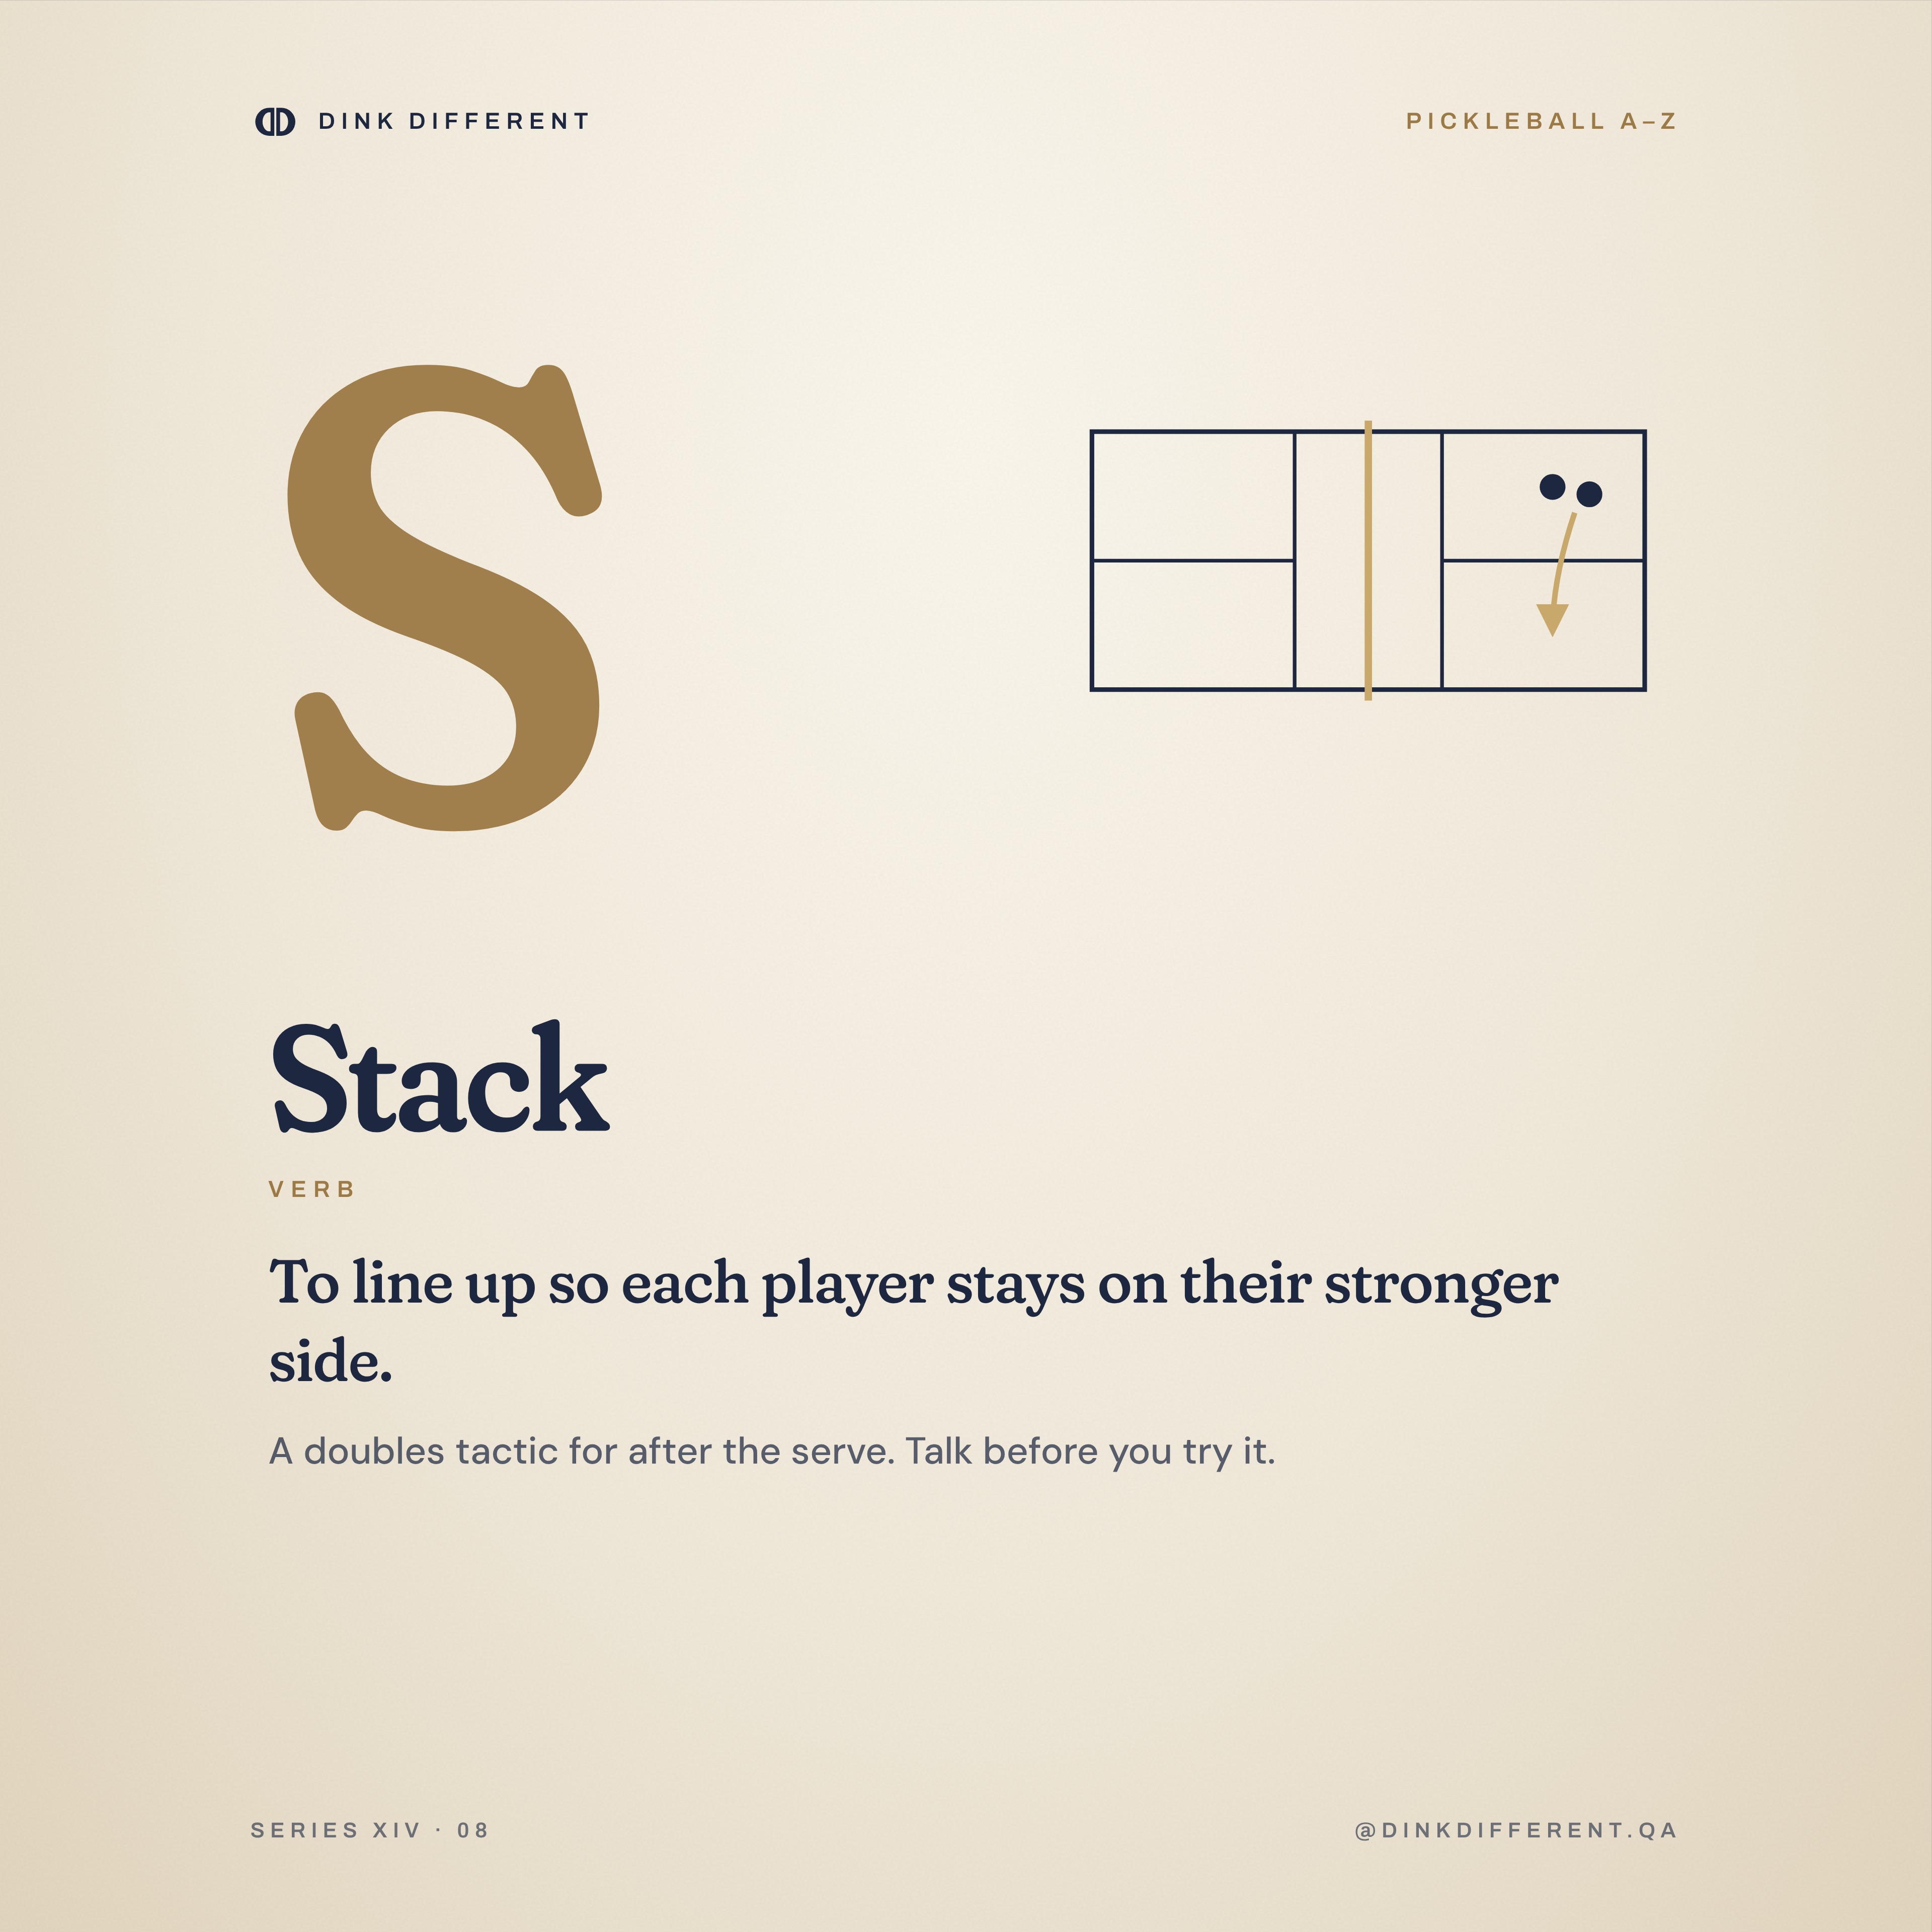 DINK DIFFERENT
PICKLEBALL A–Z
S
Stack
VERB
To line up so each player stays on their stronger
side.
A doubles tactic for after the serve. Talk before you try it.
SERIES XIV · 08
@DINKDIFFERENT.QA